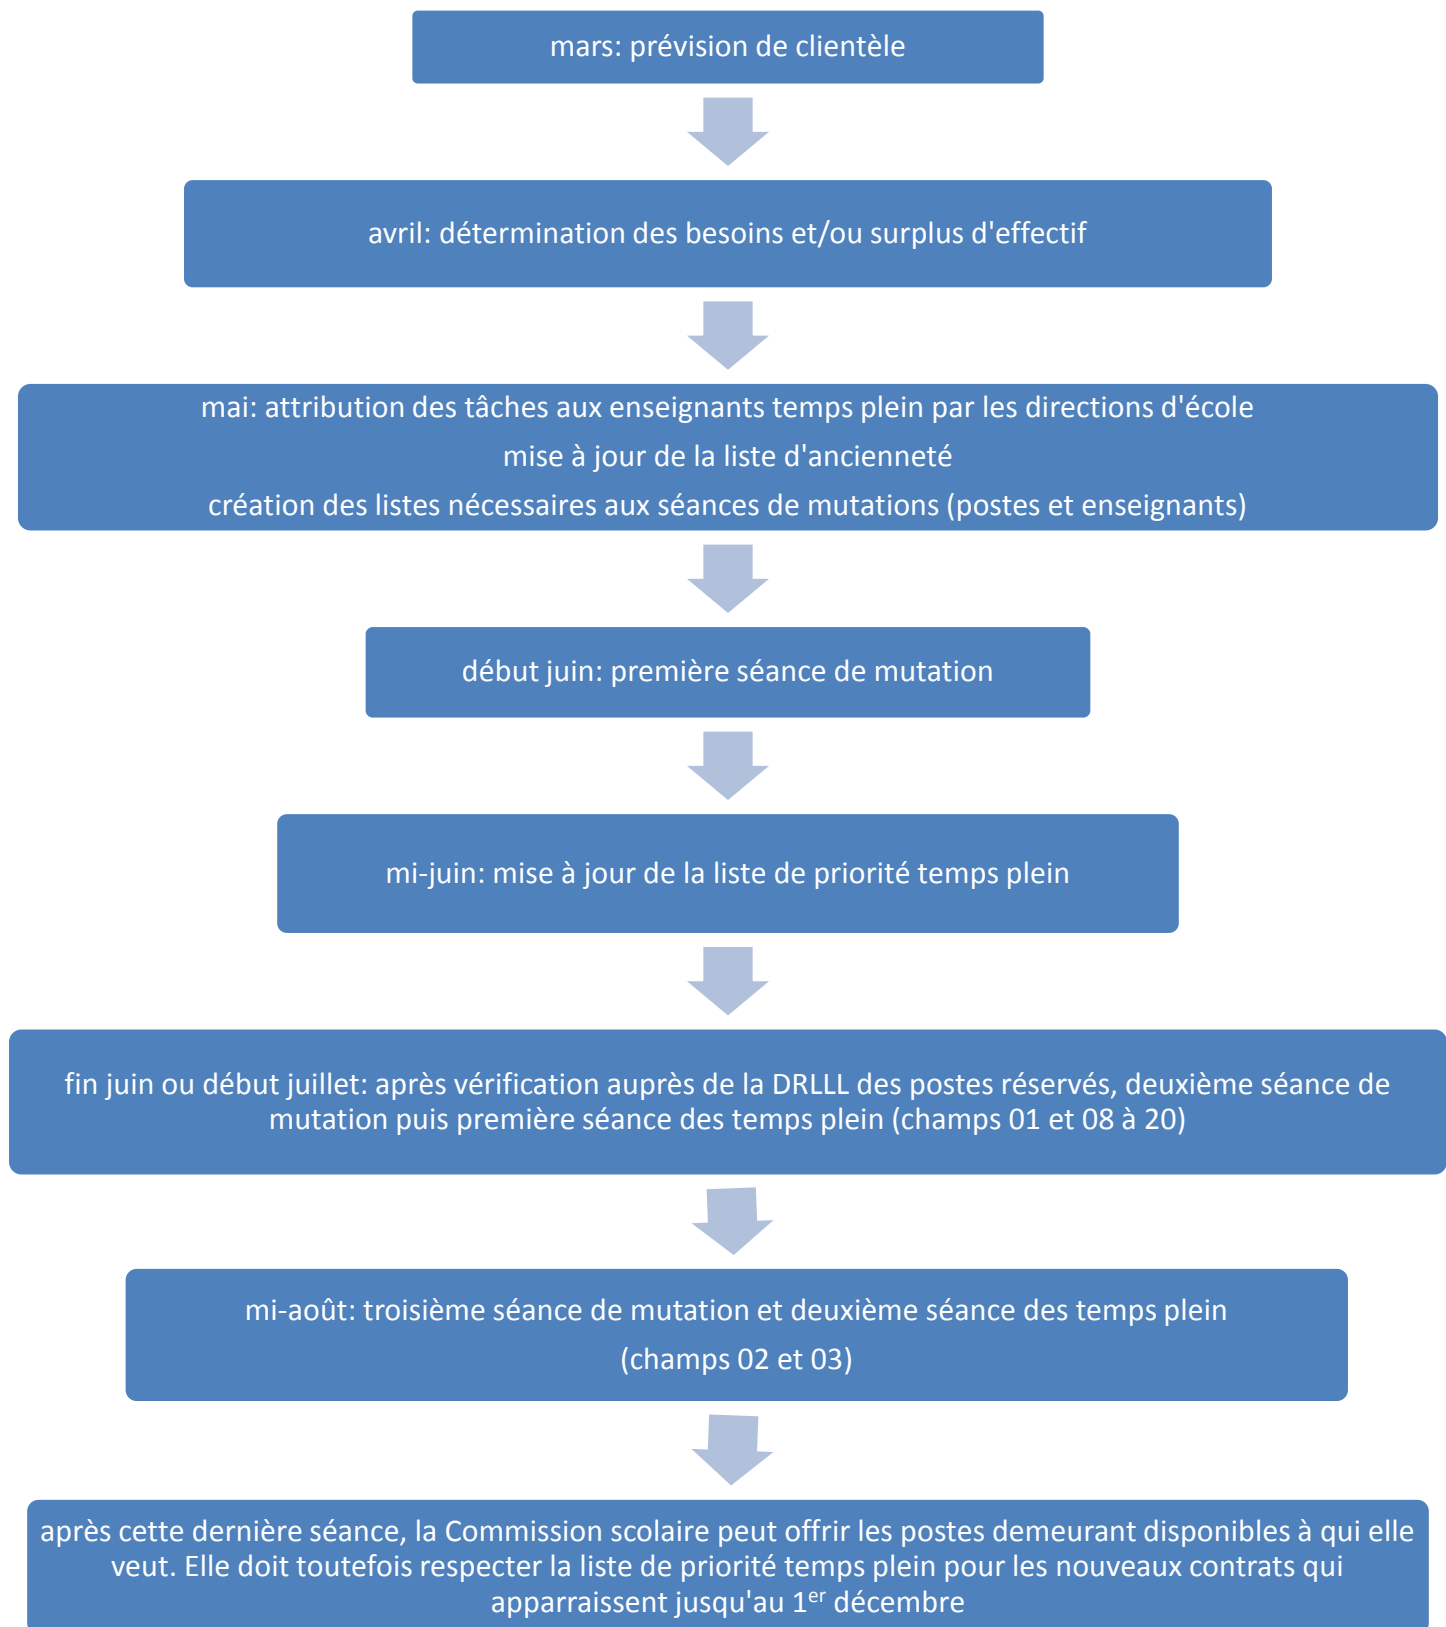 mars: prévision de clientèle
avril: détermination des besoins et/ou surplus d'effectif
mai: attribution des tâches aux enseignants temps plein par les directions d'école
mise à jour de la liste d'ancienneté
création des listes nécessaires aux séances de mutations (postes et enseignants)
début juin: première séance de mutation
mi-juin: mise à jour de la liste de priorité temps plein
fin juin ou début juillet: après vérification auprès de la DRLLL des postes réservés, deuxième séance de
mutation puis première séance des temps plein (champs 01 et 08 à 20)
mi-août: troisième séance de mutation et deuxième séance des temps plein
(champs 02 et 03)
après cette dernière séance, la Commission scolaire peut offrir les postes demeurant disponibles à qui elle
veut. Elle doit toutefois respecter la liste de priorité temps plein pour les nouveaux contrats qui
apparraissent jusqu'au 1er décembre